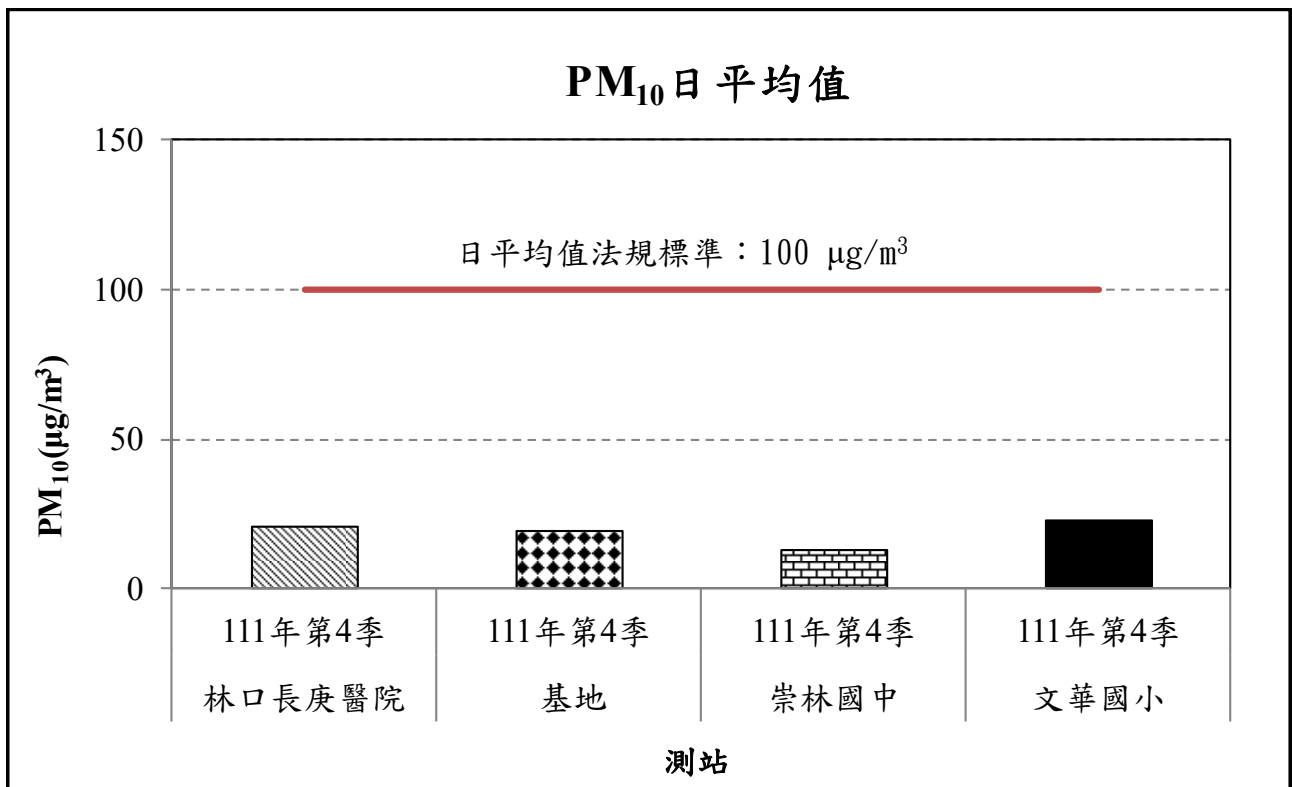 PM₁₀日平均值
150
日平均值法規標準：100 μg/m³
100
50
0
PM₁₀(μg/m³)
111年第4季 111年第4季 111年第4季 111年第4季
林口長庚醫院 基地 崇林國中 文華國小
測站